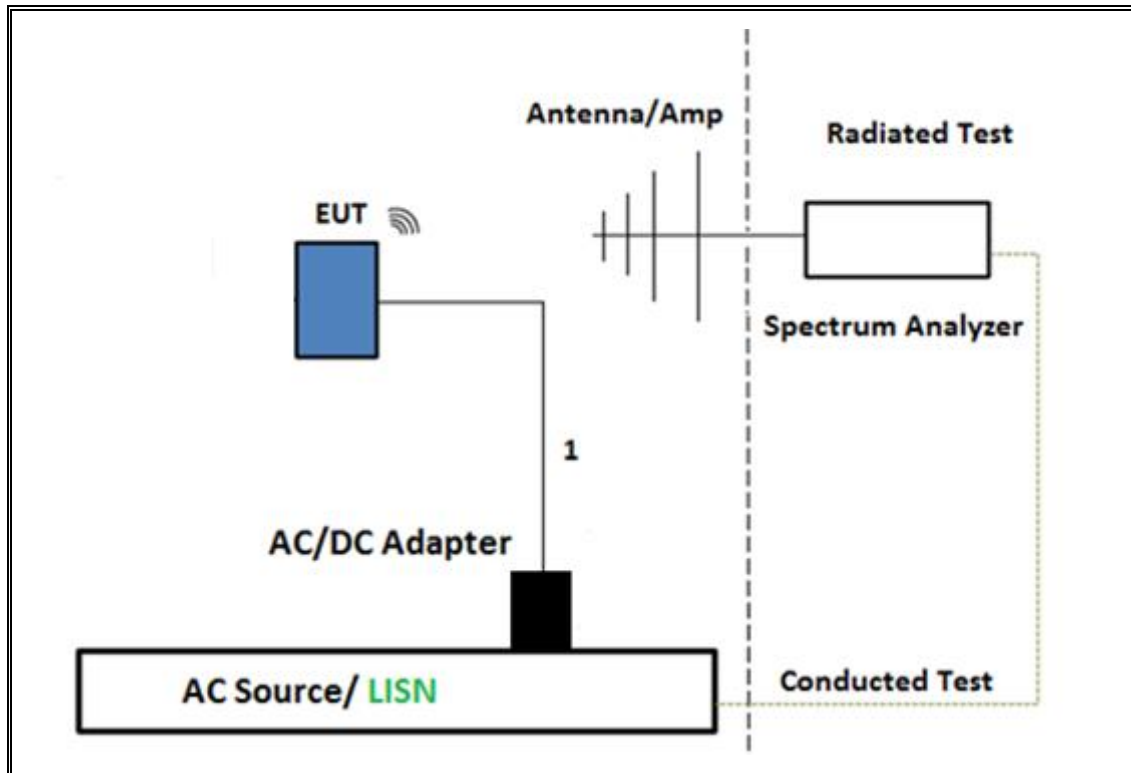 Antenna/Amp
Radiated Test
EUT
Spectrum Analyzer
1
AC/DC Adapter
AC Source/ LISN
Conducted Test